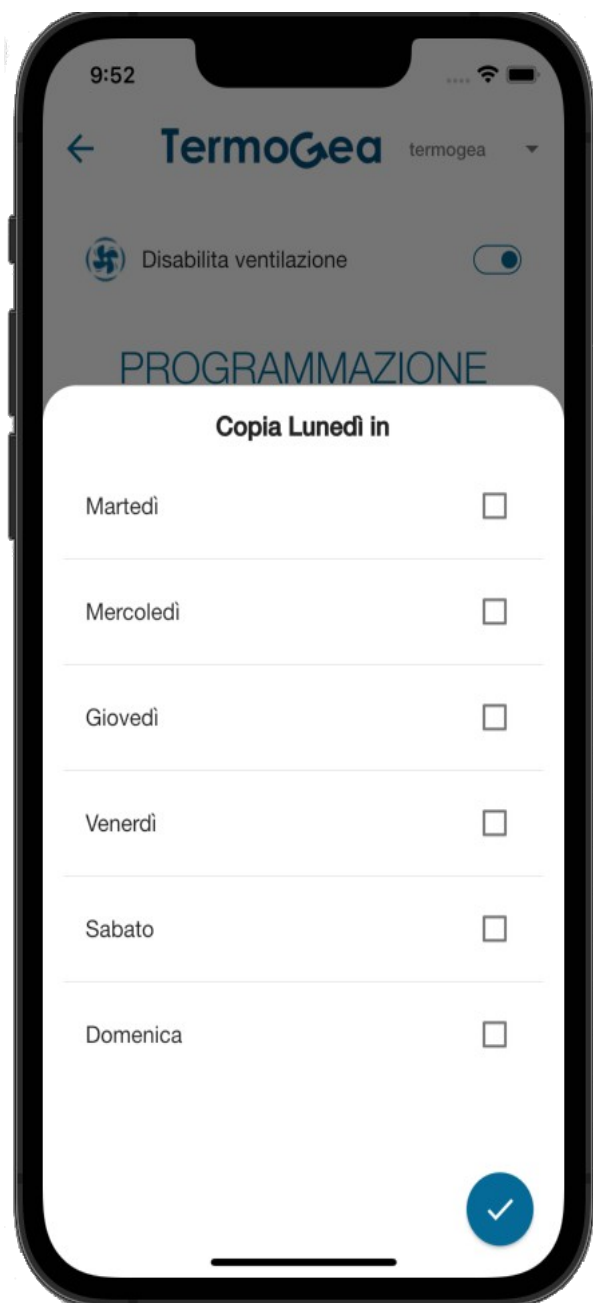 9:52
TermoGea termogea
Disabilita ventilazione
PROGRAMMAZIONE
Copia Lunedì in
Martedì
Mercoledì
Giovedì
Venerdì
Sabato
Domenica